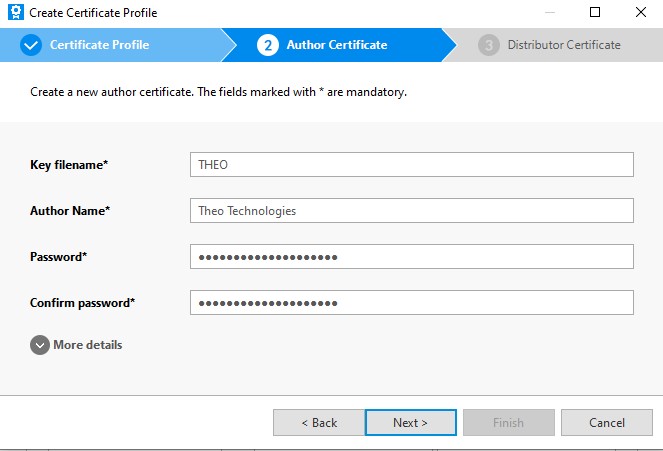 Create Certificate Profile
Certificate Profile
2 Author Certificate
3 Distributor Certificate
Create a new author certificate. The fields marked with * are mandatory.
Key filename* THEO
Author Name* Theo Technologies
Password* ●●●●●●●●●●●●●●●●●●●●
Confirm password* ●●●●●●●●●●●●●●●●●●●●
More details
< Back Next > Finish Cancel